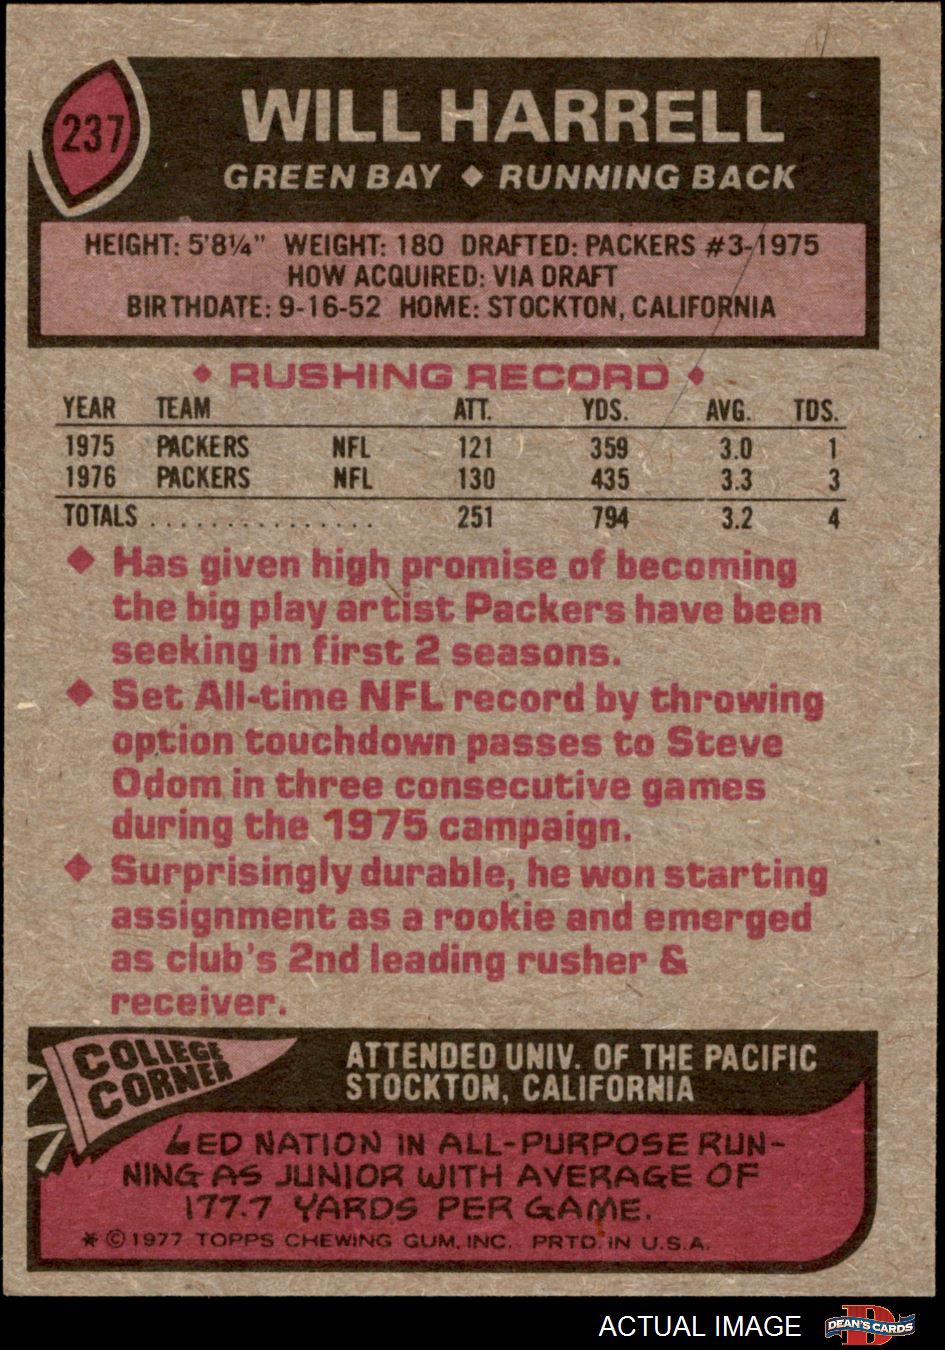 237
WILL HARRELL
GREEN BAY ◆ RUNNING BACK
HEIGHT: 5'8¼" WEIGHT: 180 DRAFTED: PACKERS #3-1975
HOW ACQUIRED: VIA DRAFT
BIRTHDATE: 9-16-52 HOME: STOCKTON, CALIFORNIA
◆ RUSHING RECORD ◆
YEAR TEAM ATT. YDS. AVG. TDS.
1975 PACKERS NFL 121 359 3.0 1
1976 PACKERS NFL 130 435 3.3 3
TOTALS . . . . . . . . . . . . . . . 251 794 3.2 4
◆ Has given high promise of becoming
the big play artist Packers have been
seeking in first 2 seasons.
◆ Set All-time NFL record by throwing
option touchdown passes to Steve
Odom in three consecutive games
during the 1975 campaign.
◆ Surprisingly durable, he won starting
assignment as a rookie and emerged
as club's 2nd leading rusher &
receiver.
COLLEGE
CORNER
ATTENDED UNIV. OF THE PACIFIC
STOCKTON, CALIFORNIA
LED NATION IN ALL-PURPOSE RUN-
NING AS JUNIOR WITH AVERAGE OF
177.7 YARDS PER GAME.
* © 1977 TOPPS CHEWING GUM, INC. PRTD. IN U.S.A.
ACTUAL IMAGE
D
DEAN'S CARDS